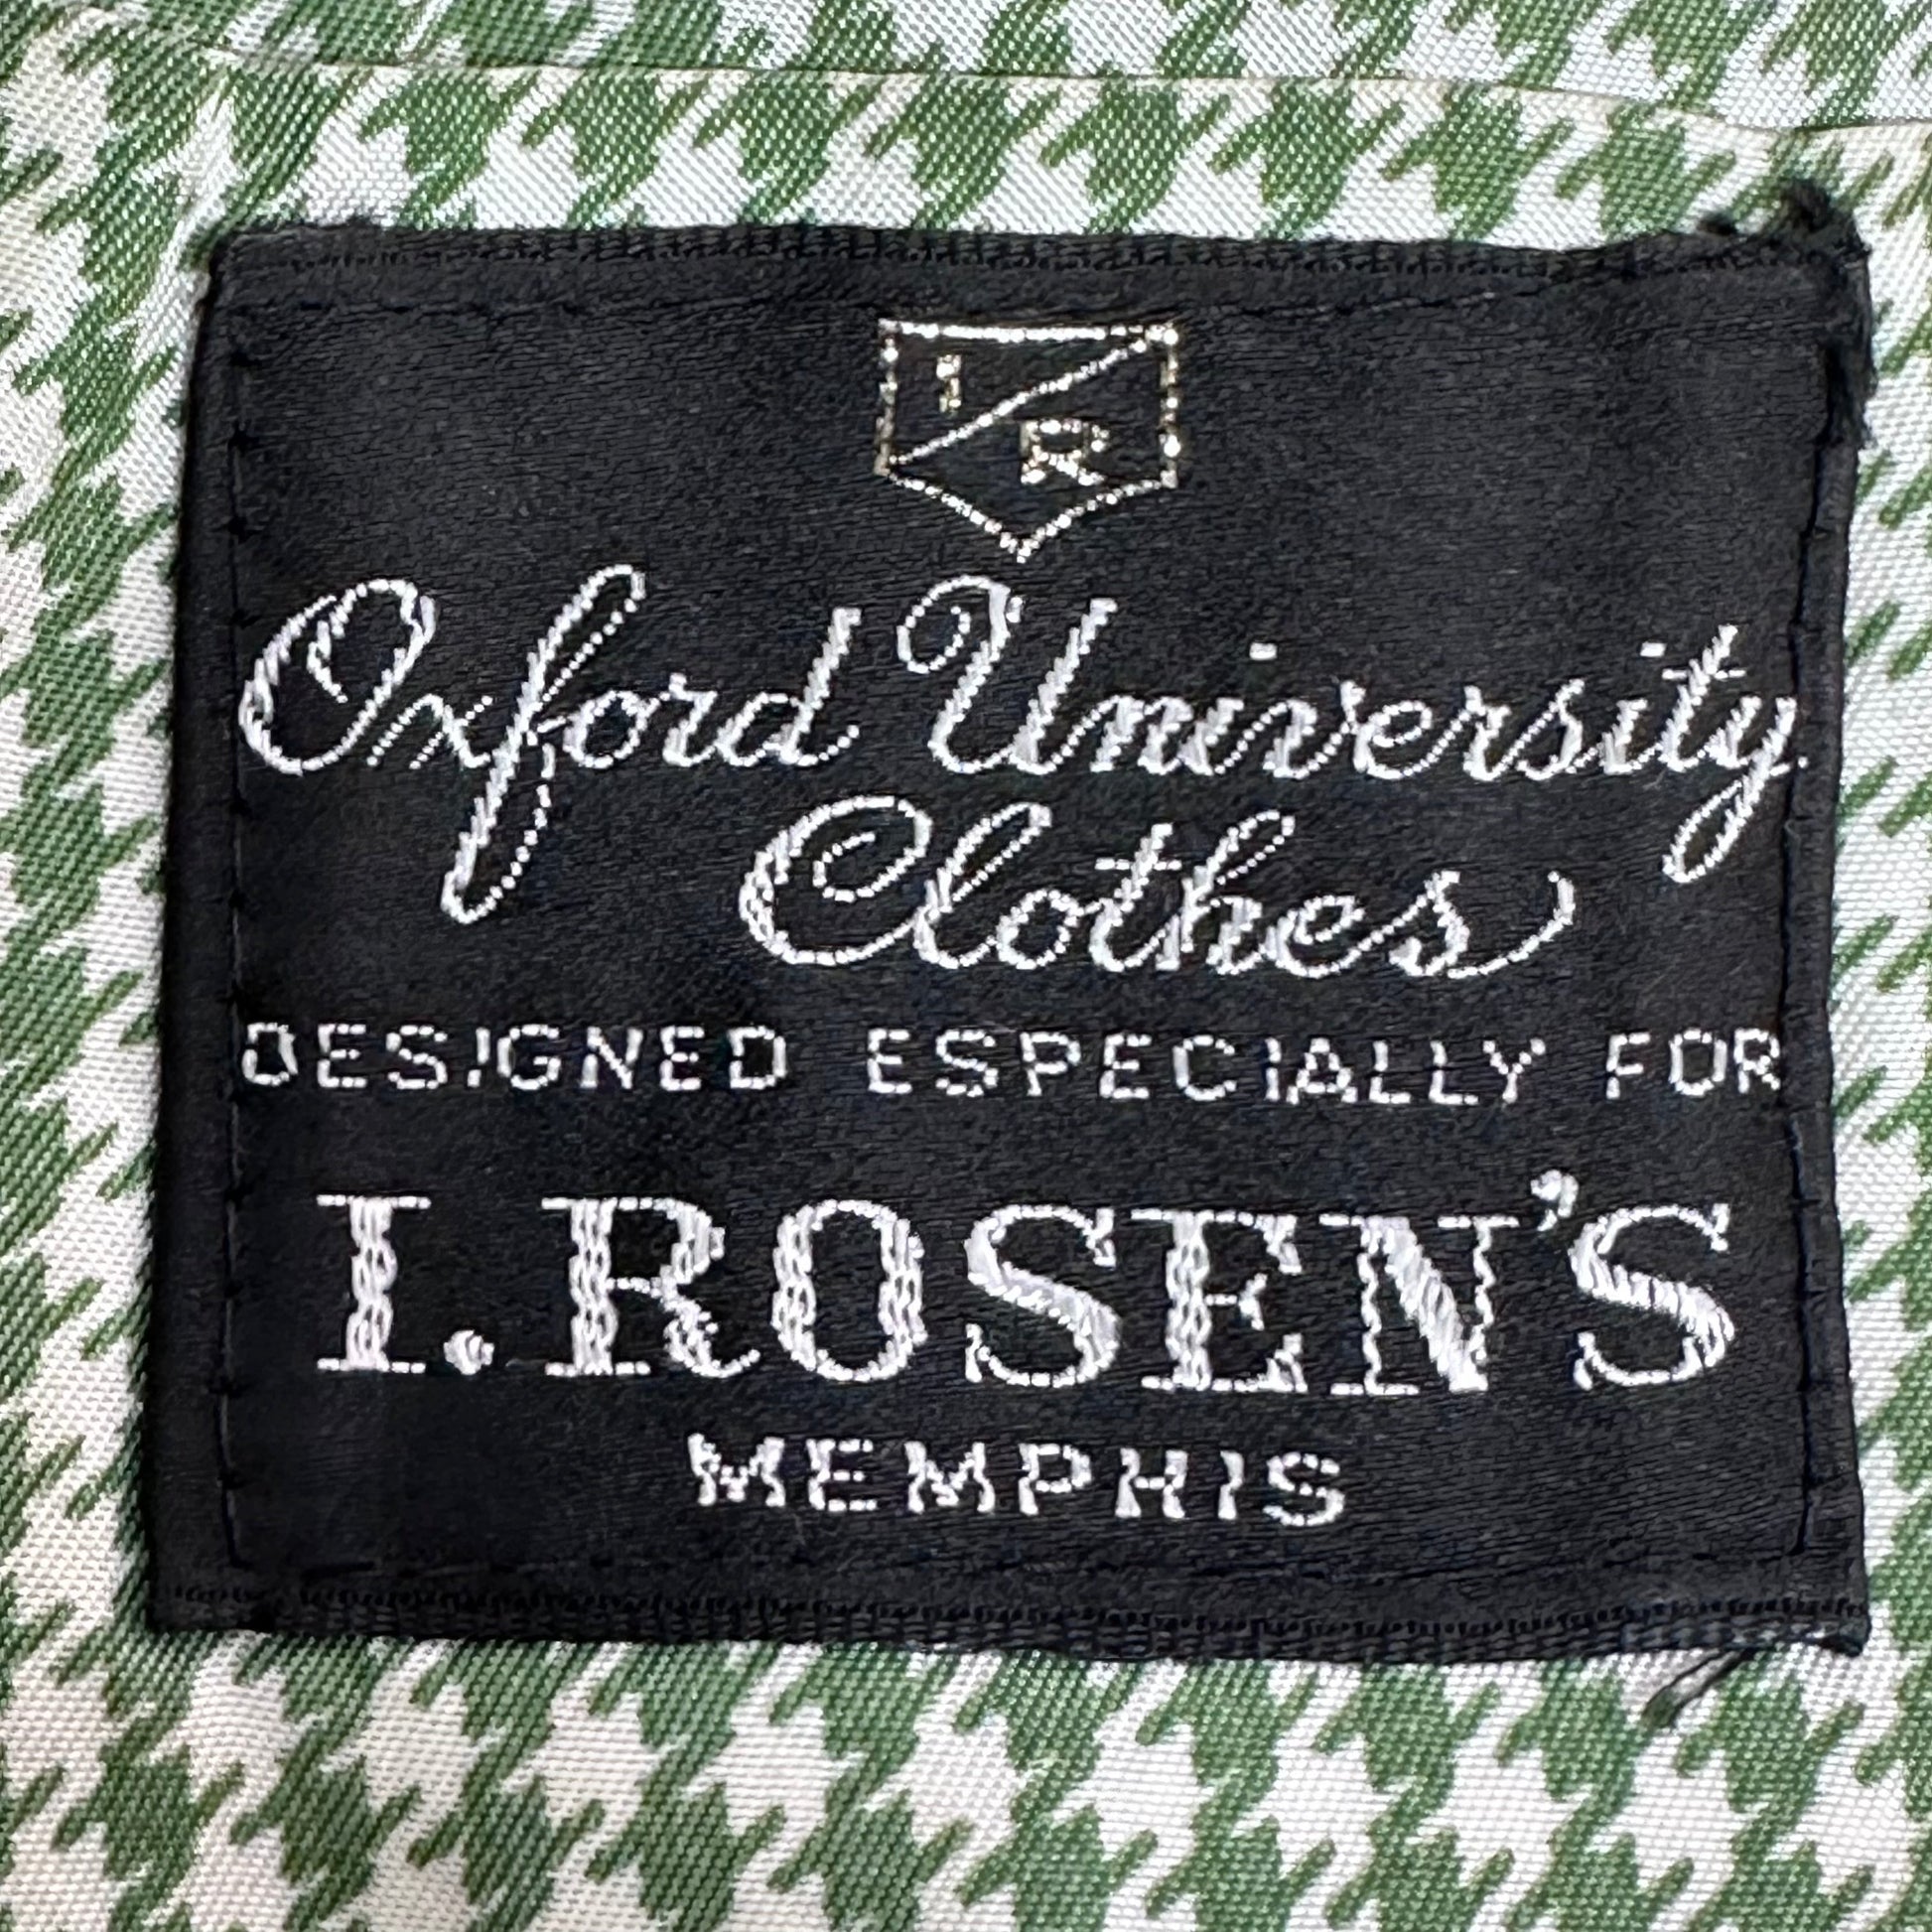 I R
Oxford University
Clothes
DESIGNED ESPECIALLY FOR
I. ROSEN'S
MEMPHIS